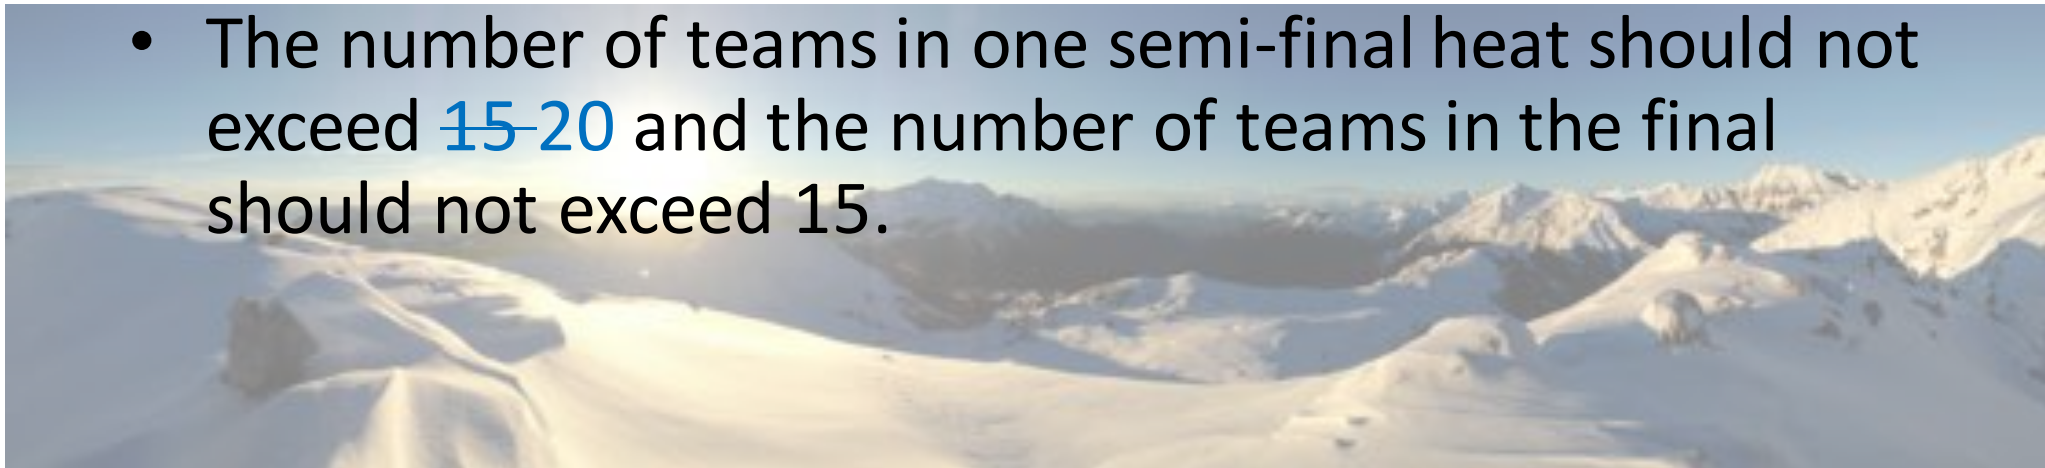 • The number of teams in one semi-final heat should not
exceed ~~15~~ 20 and the number of teams in the final
should not exceed 15.